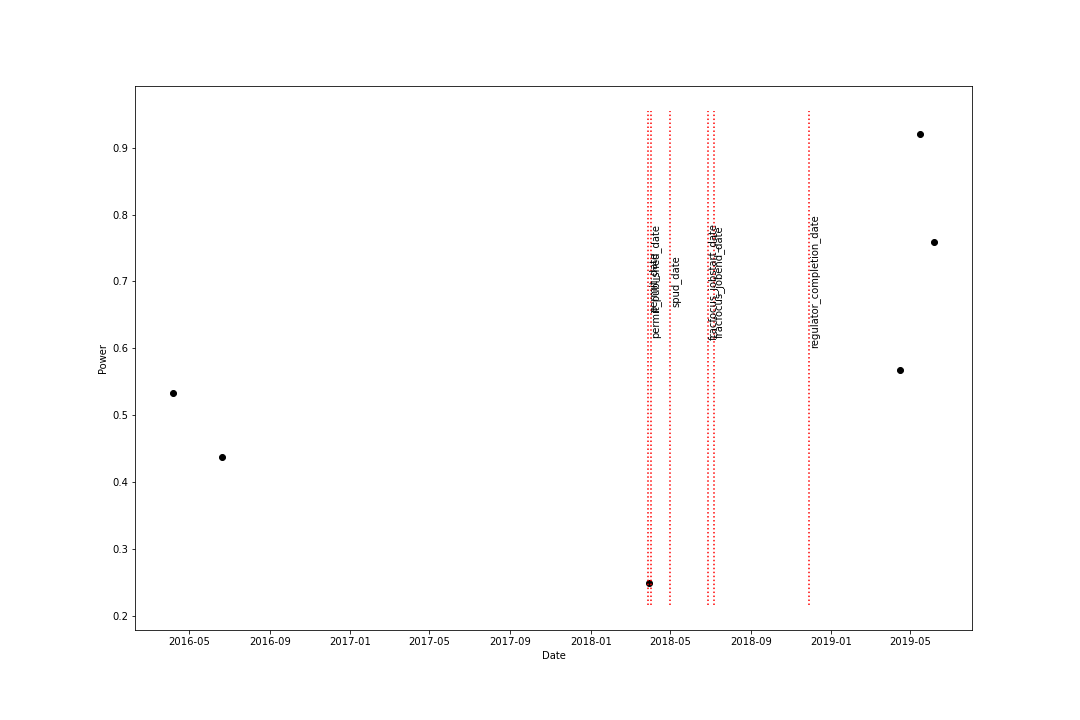 0.9
0.8
0.7
0.6
0.5
0.4
0.3
0.2
Power
permit_date
permit_published_date
spud_date
fracfocus_jobstart_date
fracfocus_jobend_date
regulator_completion_date
2016-05
2016-09
2017-01
2017-05
2017-09
2018-01
2018-05
2018-09
2019-01
2019-05
Date